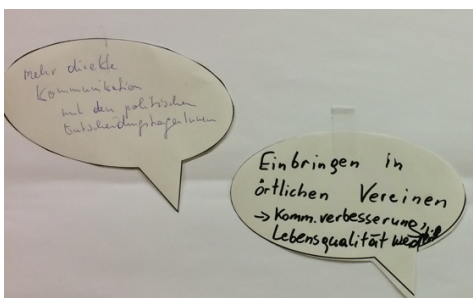 mehr direkte
Kommunikation
mit den politischen
EntscheidungsträgerInnen
Einbringen in
örtlichen Vereinen
→ Komm.verbesserung,
Lebensqualität